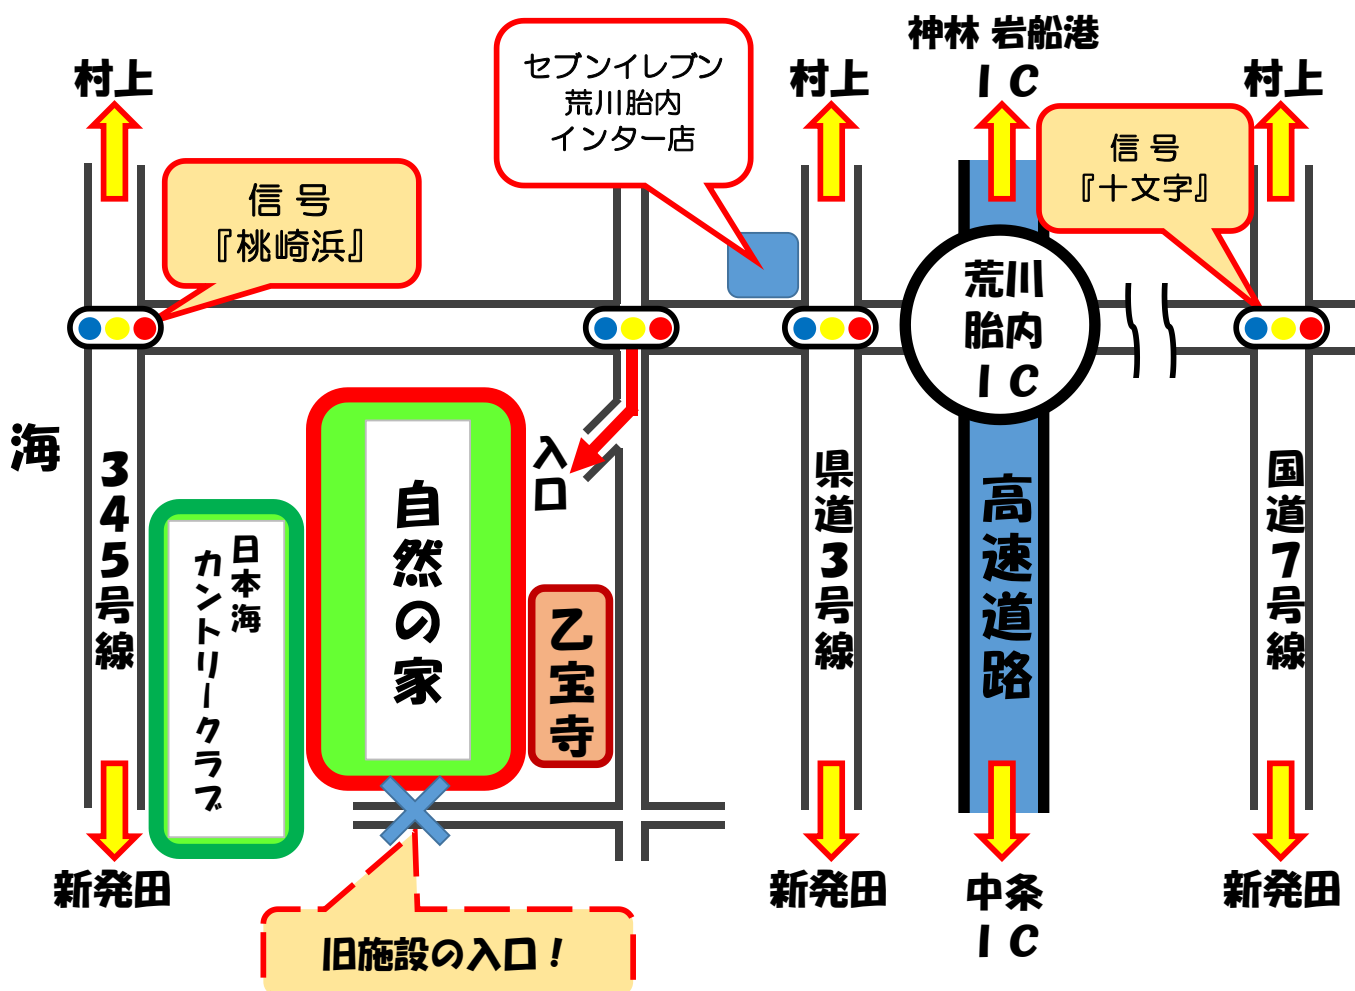 神林 岩船港
ＩＣ
村上
セブンイレブン
荒川胎内
インター店
村上
村上
信号
『桃崎浜』
信号
『十文字』
荒川
胎内
ＩＣ
海
345号線
日本海
カントリークラブ
自然の家
入口
乙宝寺
県道3号線
高速道路
国道7号線
新発田
新発田
中条
ＩＣ
新発田
旧施設の入口！